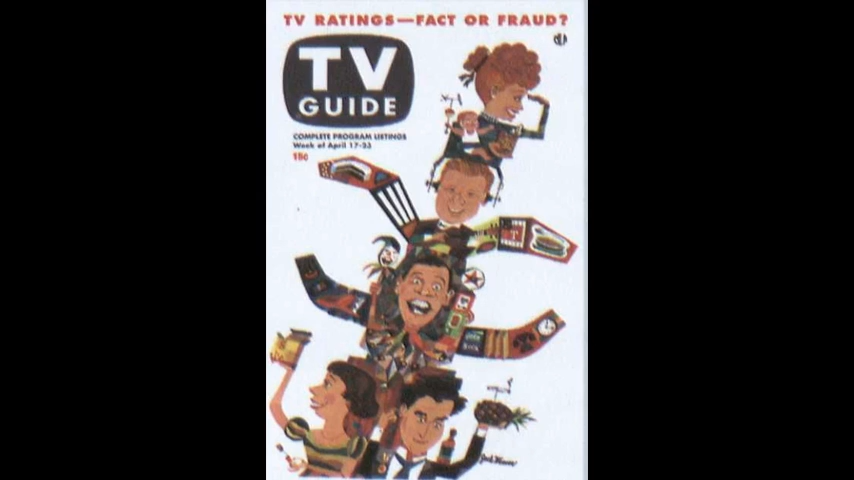 TV RATINGS—FACT OR FRAUD?
TV
GUIDE
COMPLETE PROGRAM LISTINGS
Week of April 17-23
15¢
T